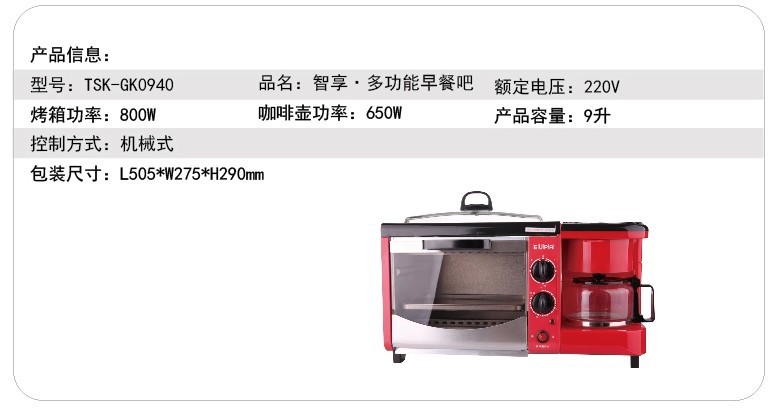 产品信息：
型号：TSK-GK0940 品名：智享·多功能早餐吧 额定电压：220V
烤箱功率：800W 咖啡壶功率：650W 产品容量：9升
控制方式：机械式
包装尺寸：L505*W275*H290mm